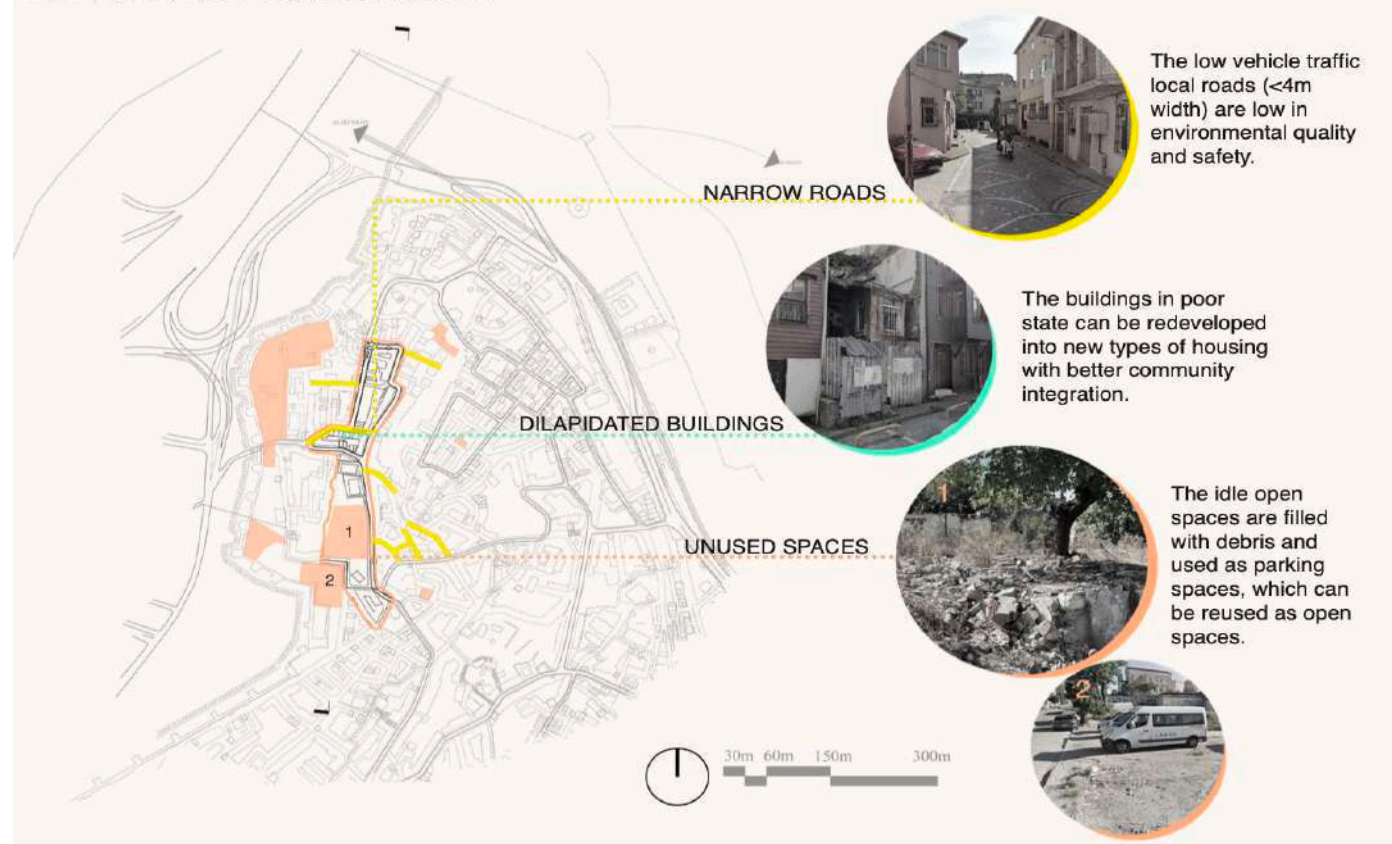 NARROW ROADS
The low vehicle traffic
local roads (<4m
width) are low in
environmental quality
and safety.
DILAPIDATED BUILDINGS
The buildings in poor
state can be redeveloped
into new types of housing
with better community
integration.
UNUSED SPACES
The idle open
spaces are filled
with debris and
used as parking
spaces, which can
be reused as open
spaces.
1
2
1
2
30m 60m 150m 300m